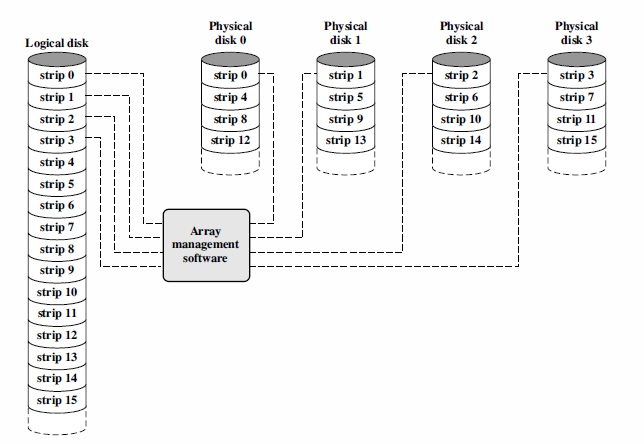 Logical disk
strip 0
strip 1
strip 2
strip 3
strip 4
strip 5
strip 6
strip 7
strip 8
strip 9
strip 10
strip 11
strip 12
strip 13
strip 14
strip 15
Physical
disk 0
strip 0
strip 4
strip 8
strip 12
Physical
disk 1
strip 1
strip 5
strip 9
strip 13
Physical
disk 2
strip 2
strip 6
strip 10
strip 14
Physical
disk 3
strip 3
strip 7
strip 11
strip 15
Array
management
software